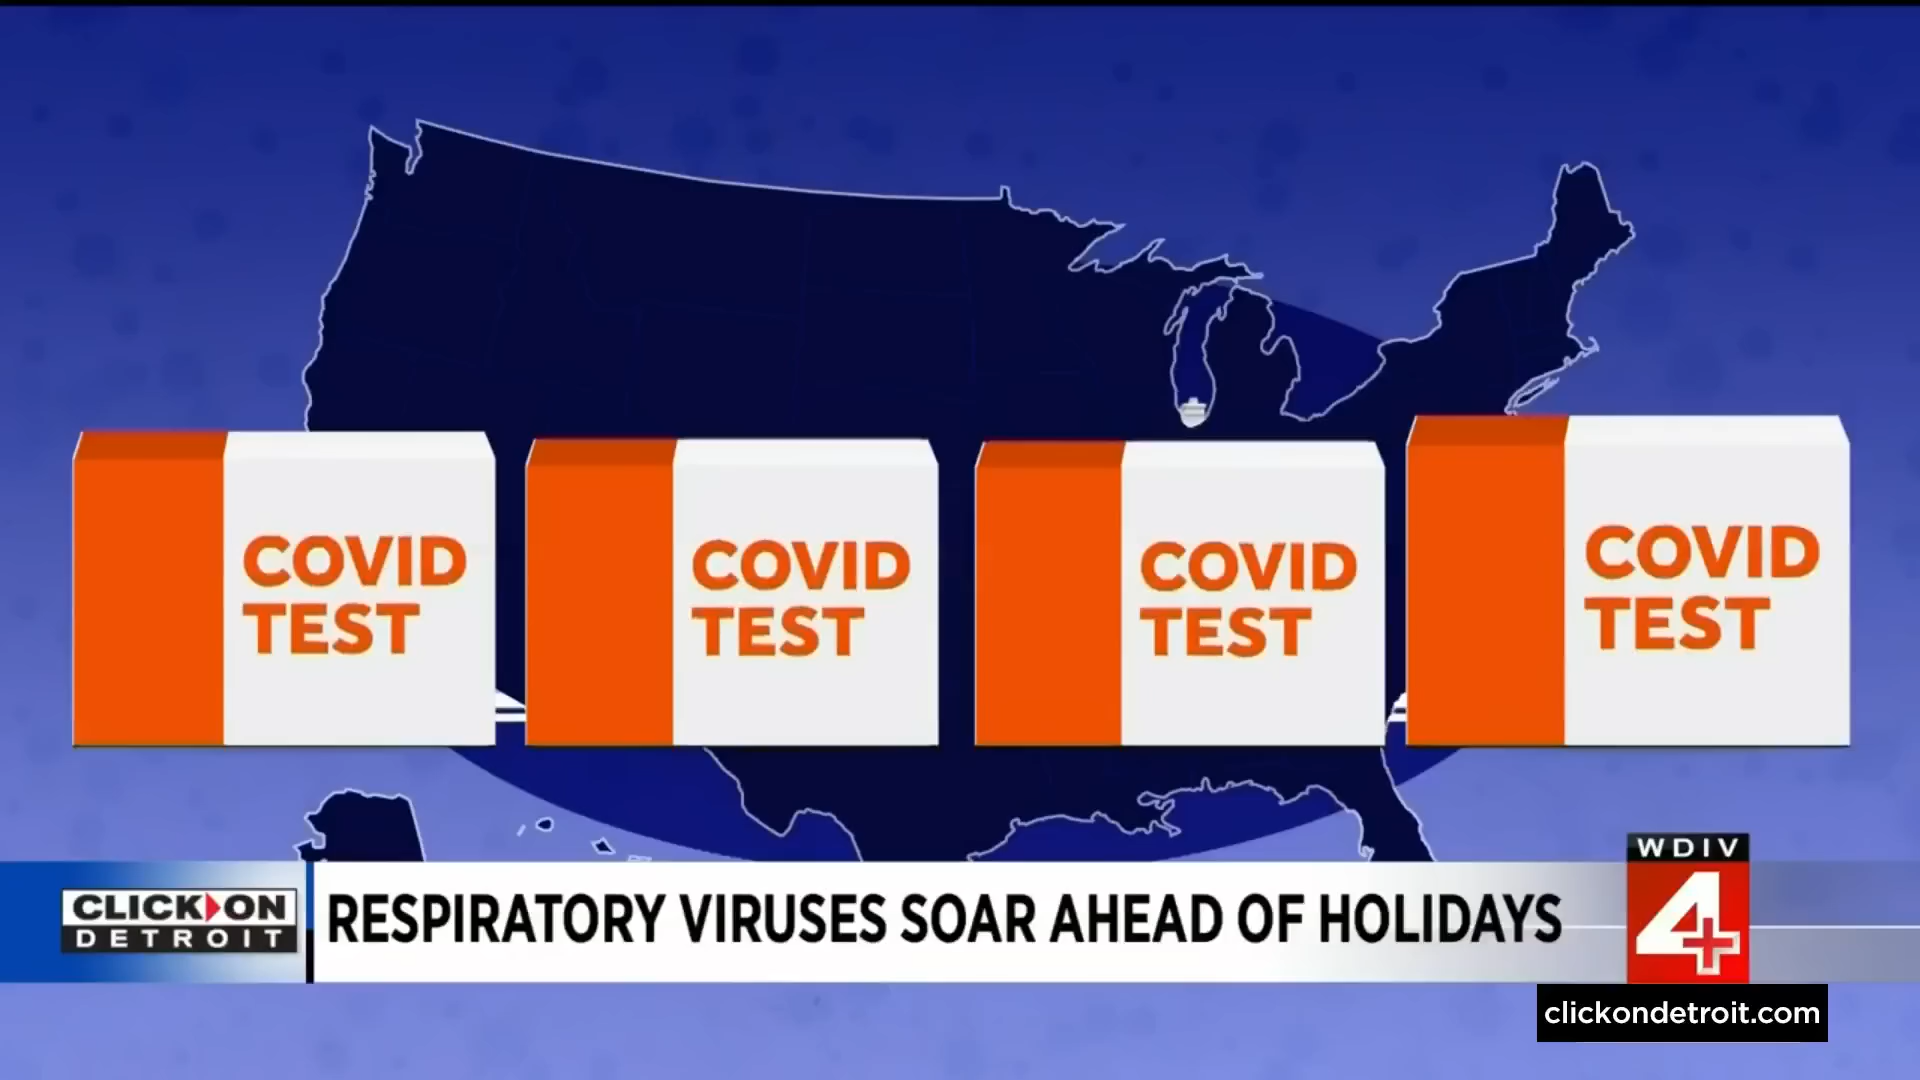 COVID
TEST
COVID
TEST
COVID
TEST
COVID
TEST
WDIV
4+
CLICK ON
DETROIT
RESPIRATORY VIRUSES SOAR AHEAD OF HOLIDAYS
clickondetroit.com